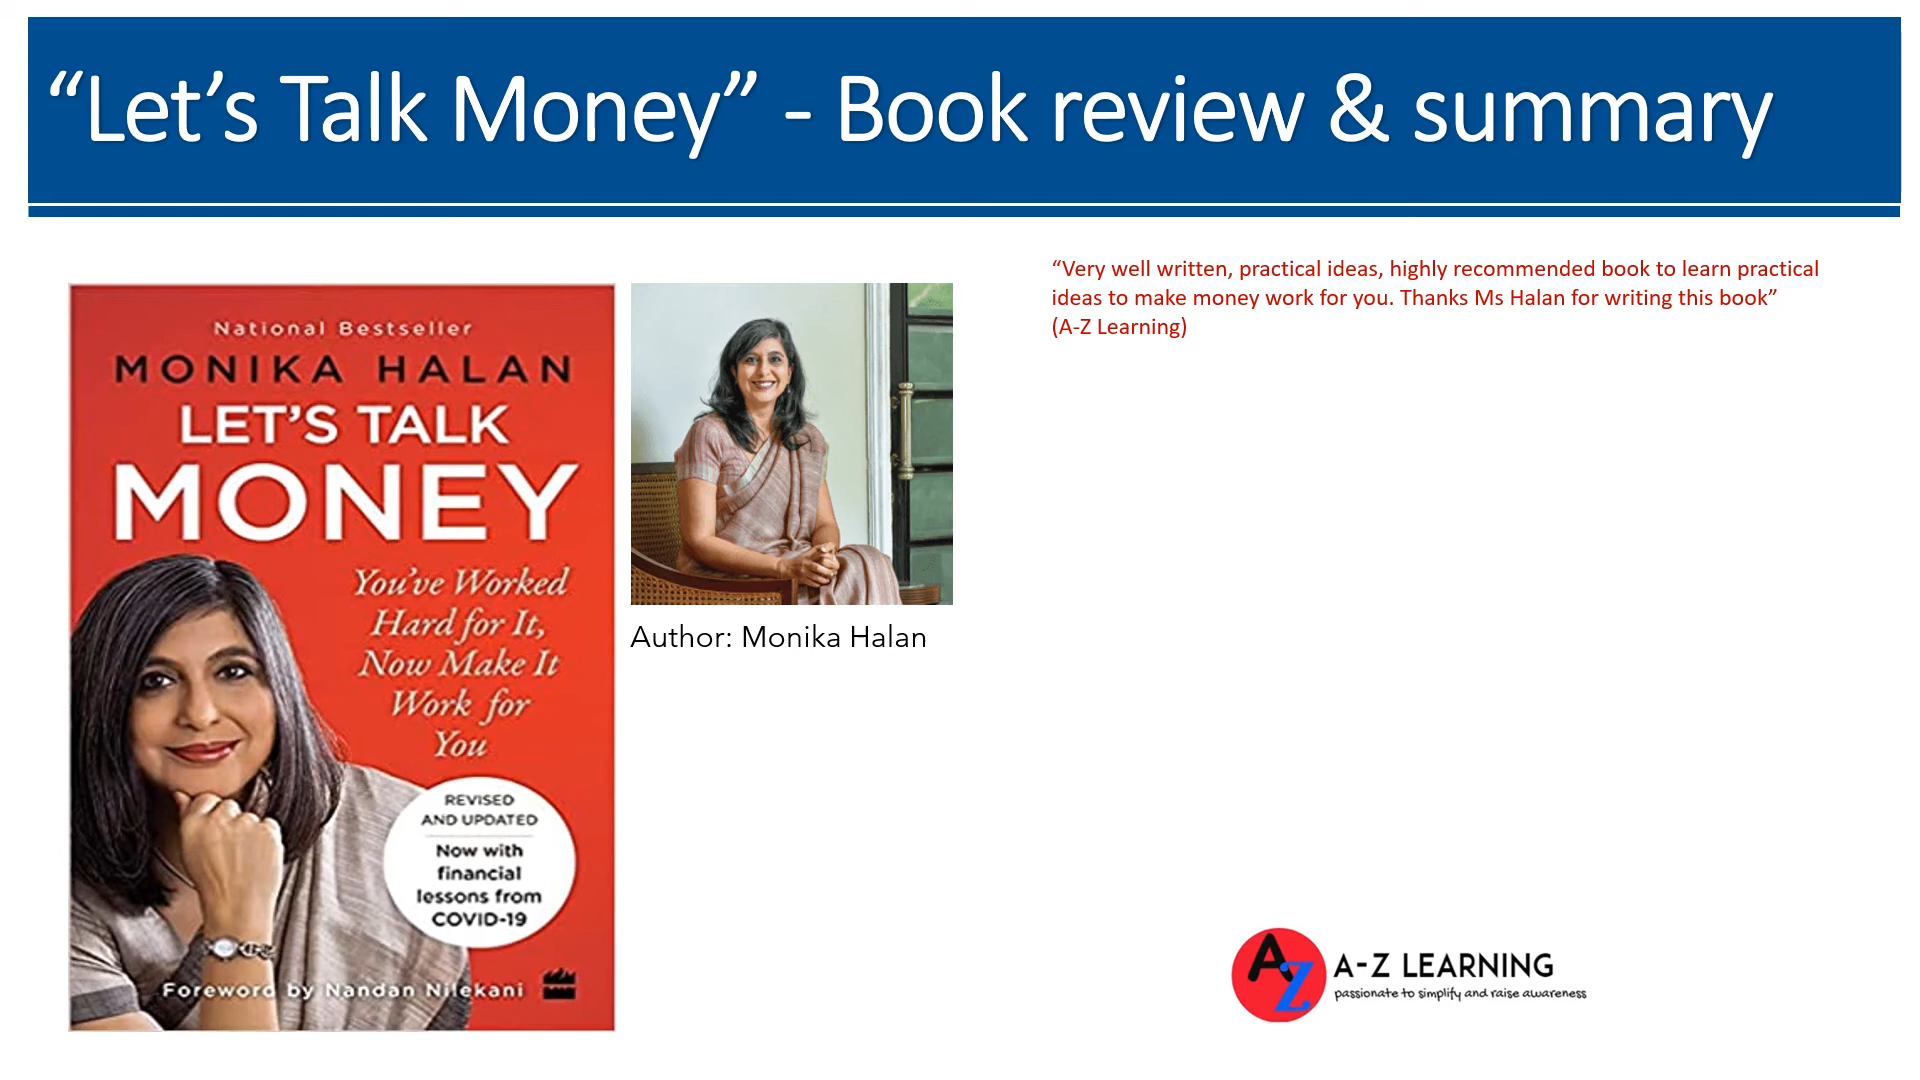 “Let’s Talk Money” - Book review & summary
National Bestseller
MONIKA HALAN
LET’S TALK
MONEY
You’ve Worked
Hard for It,
Now Make It
Work for
You
REVISED
AND UPDATED
Now with
financial
lessons from
COVID-19
Foreword by Nandan Nilekani
Author: Monika Halan
“Very well written, practical ideas, highly recommended book to learn practical
ideas to make money work for you. Thanks Ms Halan for writing this book”
(A-Z Learning)
AZ
A-Z LEARNING
passionate to simplify and raise awareness